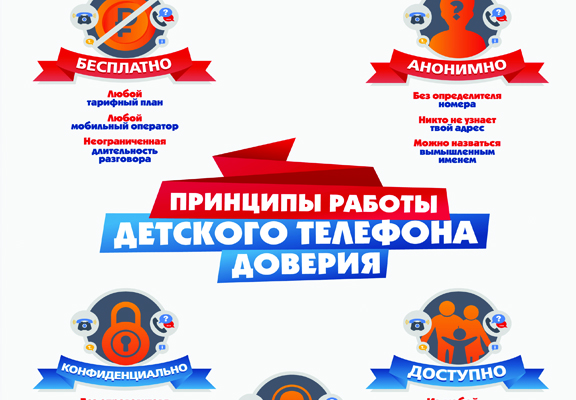 БЕСПЛАТНО
Любой
тарифный план
Любой
мобильный оператор
Неограниченная
длительность
разговора
АНОНИМНО
Без определителя
номера
Никто не узнает
твой адрес
Можно назваться
вымышленным
именем
ПРИНЦИПЫ РАБОТЫ
ДЕТСКОГО ТЕЛЕФОНА
ДОВЕРИЯ
КОНФИДЕНЦИАЛЬНО
ДОСТУПНО